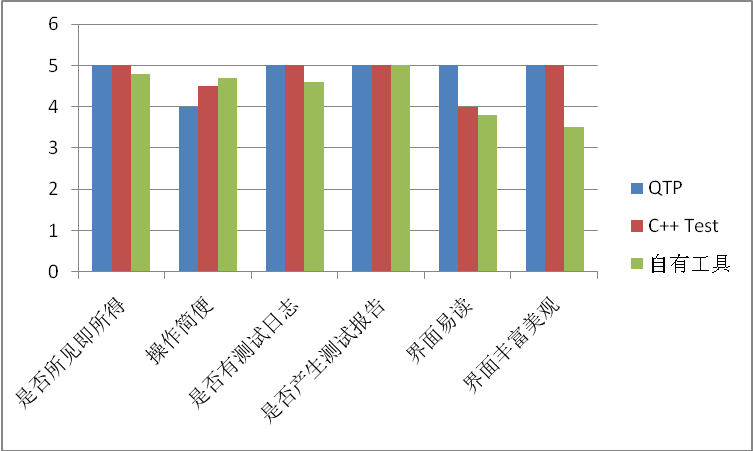 6
5
4
3
2
1
0
是否所见即所得
操作简便
是否有测试日志
是否产生测试报告
界面易读
界面丰富美观
QTP
C++ Test
自有工具